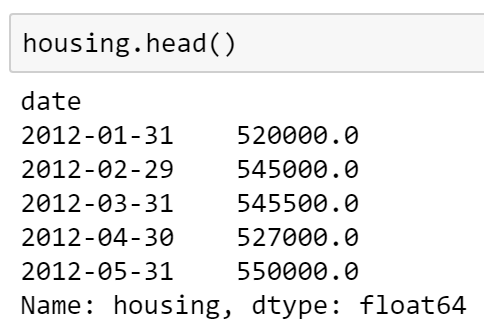 housing.head()
date
2012-01-31    520000.0
2012-02-29    545000.0
2012-03-31    545500.0
2012-04-30    527000.0
2012-05-31    550000.0
Name: housing, dtype: float64